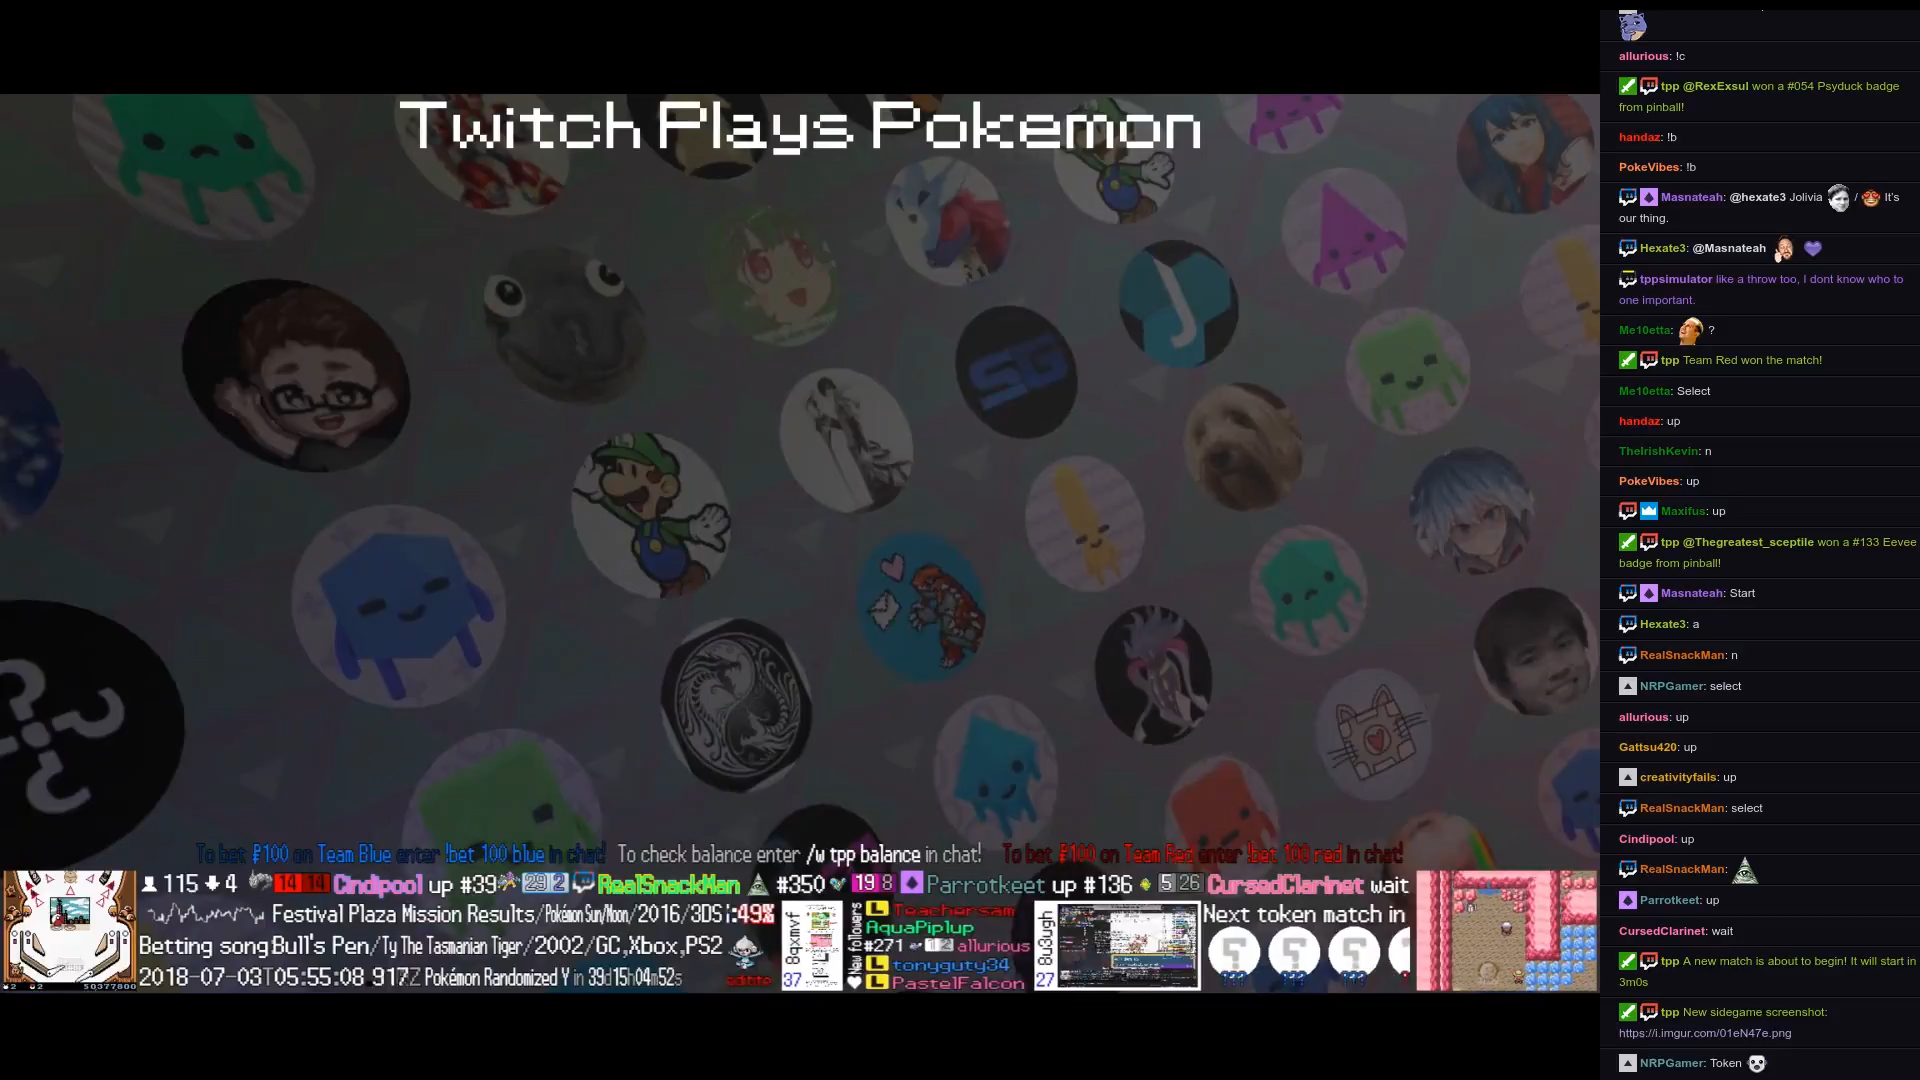 Twitch Plays Pokemon
To bet ₽100 on Team Blue enter !bet 100 blue in chat!
To check balance enter /w tpp balance in chat!
To bet ₽100 on Team Red enter !bet 100 red in chat!
115 4 14 14 Cindipool up #39 29 2 RealSnackMan #350 19 8 Parrotkeet up #136 5 26 CursedClarinet wait
Festival Plaza Mission Results/Pokémon Sun/Moon/2016/3DS
:49%
Betting song:Bull's Pen/Ty The Tasmanian Tiger/2002/GC,Xbox,PS2
2018-07-03T05:55:08.917Z Pokémon Randomized Y in 39d15h04m52s
8qxmvf
37
New followers
L Teachersam
AquaPiplup
#271 12 allurious
L tonyguty34
L PastelFalcon
8u3ugh
27
Next token match in
??? ??? ???
SG
J
2 2 50377800
allurious: !c
tpp @RexExsul won a #054 Psyduck badge
from pinball!
handaz: !b
PokeVibes: !b
Masnateah: @hexate3 Jolivia / It's
our thing.
Hexate3: @Masnateah
tppsimulator like a throw too, I dont know who to
one important.
Me10etta: ?
tpp Team Red won the match!
Me10etta: Select
handaz: up
TheIrishKevin: n
PokeVibes: up
Maxifus: up
tpp @Thegreatest_sceptile won a #133 Eevee
badge from pinball!
Masnateah: Start
Hexate3: a
RealSnackMan: n
NRPGamer: select
allurious: up
Gattsu420: up
creativityfails: up
RealSnackMan: select
Cindipool: up
RealSnackMan:
Parrotkeet: up
CursedClarinet: wait
tpp A new match is about to begin! It will start in
3m0s
tpp New sidegame screenshot:
https://i.imgur.com/01eN47e.png
NRPGamer: Token